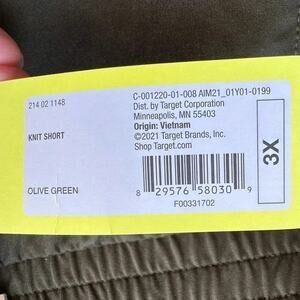 214 02 1148
KNIT SHORT
OLIVE GREEN
C-001220-01-008 AIM21_01Y01-0199
Dist. by Target Corporation
Minneapolis, MN 55403
Origin: Vietnam
©2021 Target Brands, Inc.
Shop Target.com
8 29576 58030 9
F00331702
3X